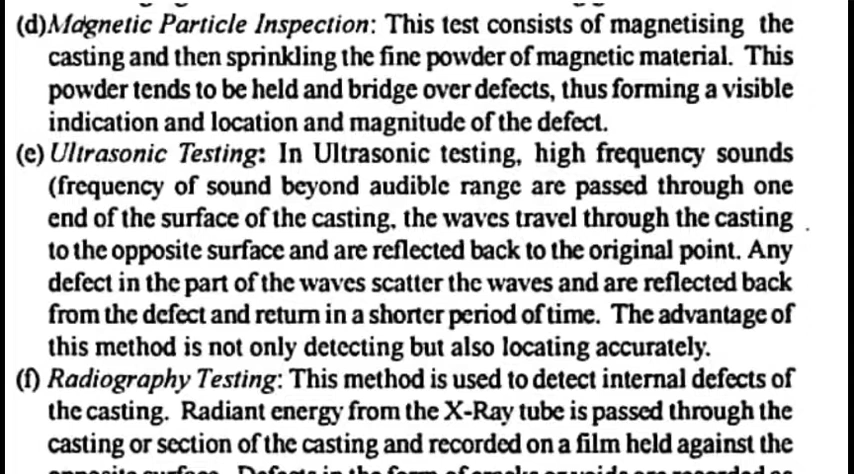 (d)Magnetic Particle Inspection: This test consists of magnetising the
casting and then sprinkling the fine powder of magnetic material. This
powder tends to be held and bridge over defects, thus forming a visible
indication and location and magnitude of the defect.
(e) Ultrasonic Testing: In Ultrasonic testing, high frequency sounds
(frequency of sound beyond audible range are passed through one
end of the surface of the casting, the waves travel through the casting
to the opposite surface and are reflected back to the original point. Any
defect in the part of the waves scatter the waves and are reflected back
from the defect and return in a shorter period of time. The advantage of
this method is not only detecting but also locating accurately.
(f) Radiography Testing: This method is used to detect internal defects of
the casting. Radiant energy from the X-Ray tube is passed through the
casting or section of the casting and recorded on a film held against the
opposite surface. Defects in the form of